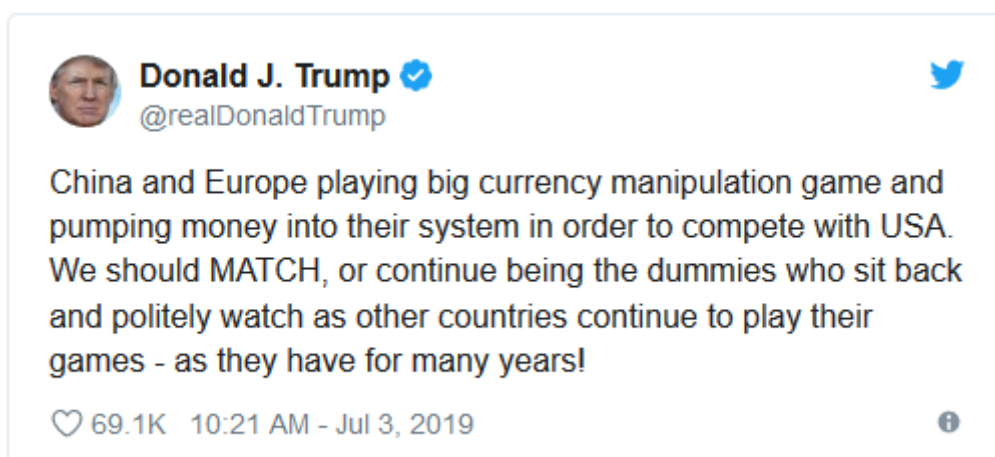 Donald J. Trump
@realDonaldTrump
China and Europe playing big currency manipulation game and
pumping money into their system in order to compete with USA.
We should MATCH, or continue being the dummies who sit back
and politely watch as other countries continue to play their
games - as they have for many years!
69.1K 10:21 AM - Jul 3, 2019